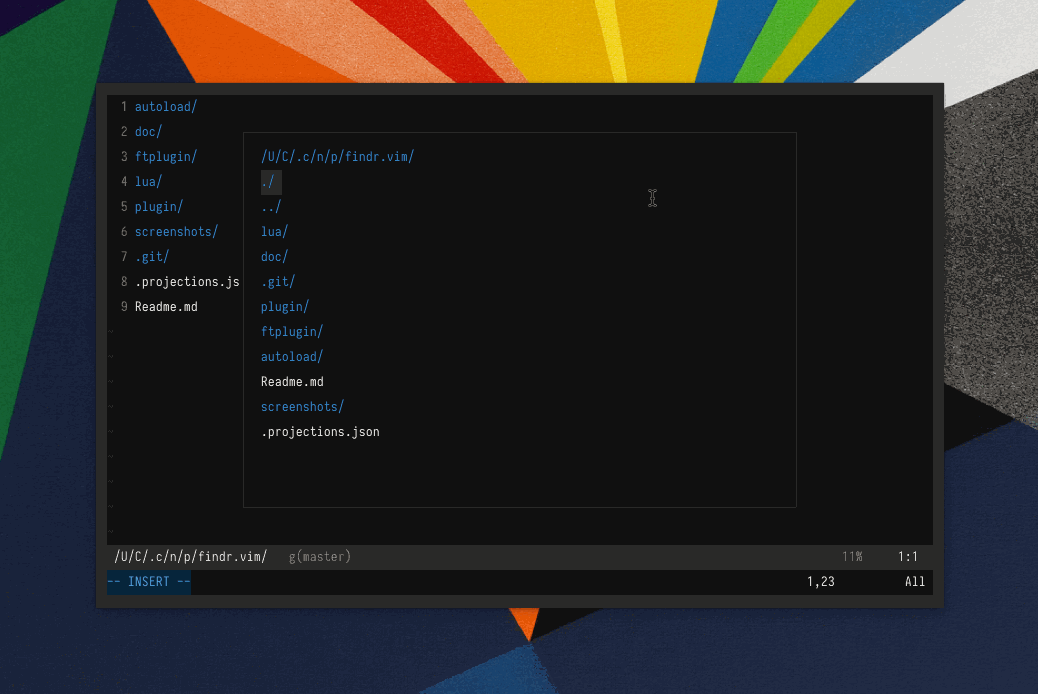 1 autoload/
2 doc/
3 ftplugin/
4 lua/
5 plugin/
6 screenshots/
7 .git/
8 .projections.js
9 Readme.md
~
~
~
~
~
~
~
~
~
/U/C/.c/n/p/findr.vim/
./
../
lua/
doc/
.git/
plugin/
ftplugin/
autoload/
Readme.md
screenshots/
.projections.json
/U/C/.c/n/p/findr.vim/ g(master) 11% 1:1
-- INSERT -- 1,23 All